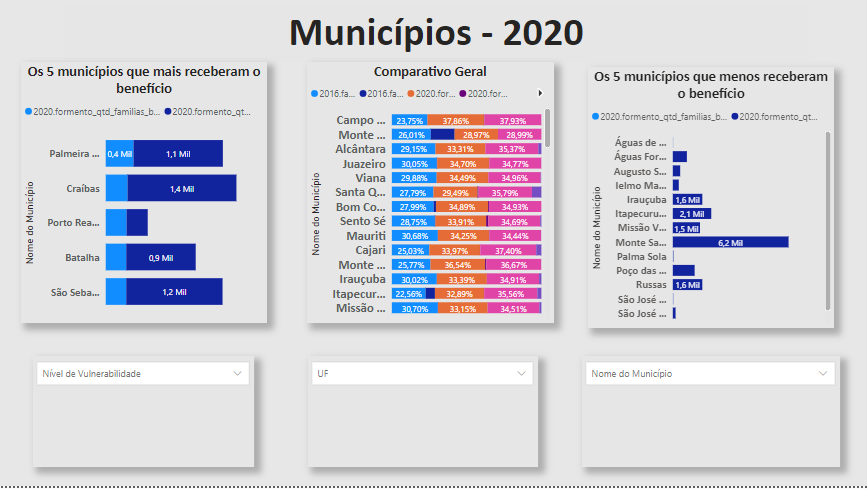 Municípios - 2020
Os 5 municípios que mais receberam o
benefício
2020.formento_qtd_familias_b...
2020.formento_qt...
Nome do Município
Palmeira ...
0,4 Mil
1,1 Mil
Craíbas
1,4 Mil
Porto Rea...
Batalha
0,9 Mil
São Seba...
1,2 Mil
Comparativo Geral
2016.fa...
2016.fa...
2020.for...
2020.for...
Nome do Município
Campo ...
23,75%
37,86%
37,93%
Monte ...
26,01%
28,97%
28,99%
Alcântara
29,15%
33,31%
35,37%
Juazeiro
30,05%
34,70%
34,77%
Viana
29,88%
34,49%
34,96%
Santa Q...
27,79%
29,49%
35,79%
Bom Co...
27,99%
34,89%
34,93%
Sento Sé
28,75%
33,91%
34,69%
Mauriti
30,68%
34,25%
34,44%
Cajari
25,03%
33,97%
37,40%
Monte ...
25,77%
36,54%
36,67%
Irauçuba
30,02%
33,39%
34,91%
Itapecur...
22,56%
32,89%
35,56%
Missão ...
30,70%
33,15%
34,51%
Os 5 municípios que menos receberam
o benefício
2020.formento_qtd_familias_be...
2020.formento_qt...
Nome do Município
Águas de ...
Águas For...
Augusto S...
Ielmo Ma...
Irauçuba
1,6 Mil
Itapecuru...
2,1 Mil
Missão V...
1,5 Mil
Monte Sa...
6,2 Mil
Palma Sola
Poço das ...
Russas
1,6 Mil
São José ...
São José ...
Nível de Vulnerabilidade
UF
Nome do Município